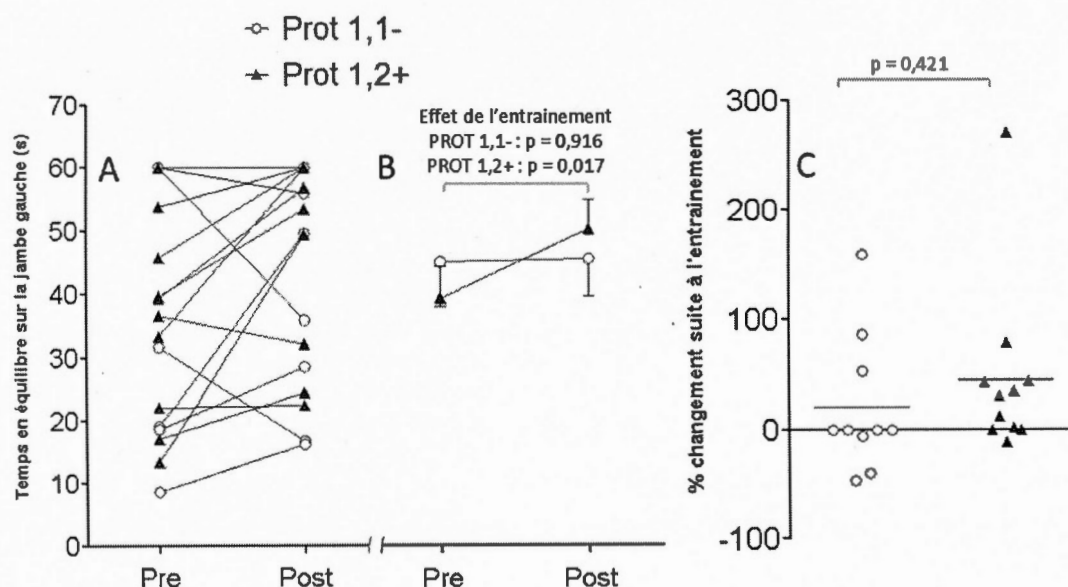 Prot 1,1-
Prot 1,2+
Temps en équilibre sur la jambe gauche (s)
70
60
50
40
30
20
10
0
A
Pre
Post
B
Effet de l'entrainement
PROT 1,1- : p = 0,916
PROT 1,2+ : p = 0,017
Pre
Post
% changement suite à l'entrainement
300
200
100
0
-100
C
p = 0,421